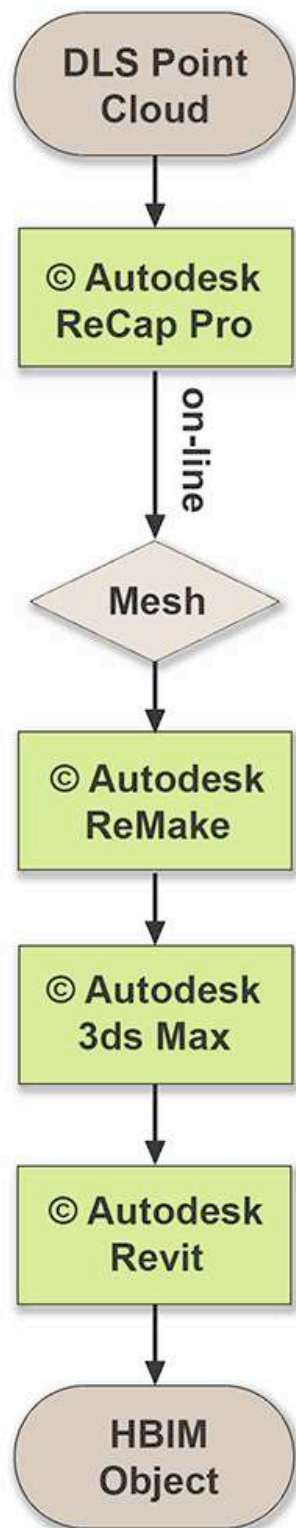 DLS Point
Cloud
© Autodesk
ReCap Pro
on-line
Mesh
© Autodesk
ReMake
© Autodesk
3ds Max
© Autodesk
Revit
HBIM
Object